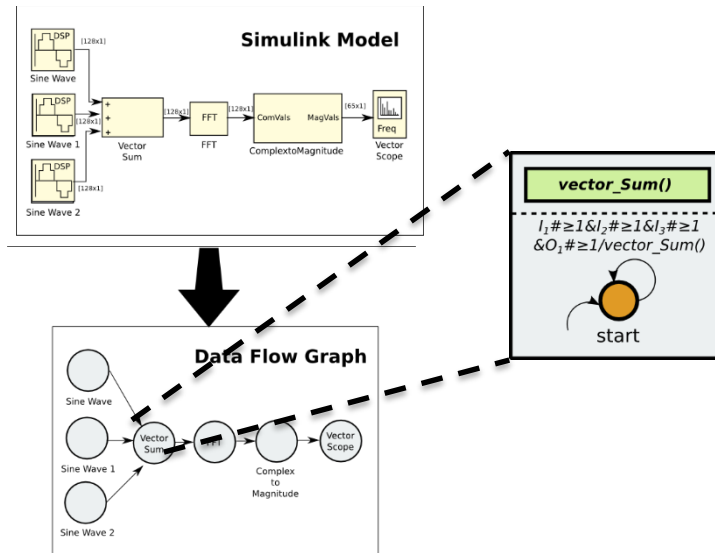 Simulink Model
DSP
[128x1]
Sine Wave
DSP
[128x1]
Sine Wave 1
DSP
[128x1]
Sine Wave 2
+
+
+
Vector
Sum
[128x1]
FFT
FFT
[128x1]
ComVals MagVals
ComplextoMagnitude
[65x1]
Freq
Vector
Scope
vector_Sum()
I₁#≥1&I₂#≥1&I₃#≥1
&O₁#≥1/vector_Sum()
start
Data Flow Graph
Sine Wave
Sine Wave 1
Sine Wave 2
Vector
Sum
FFT
Complex
to
Magnitude
Vector
Scope